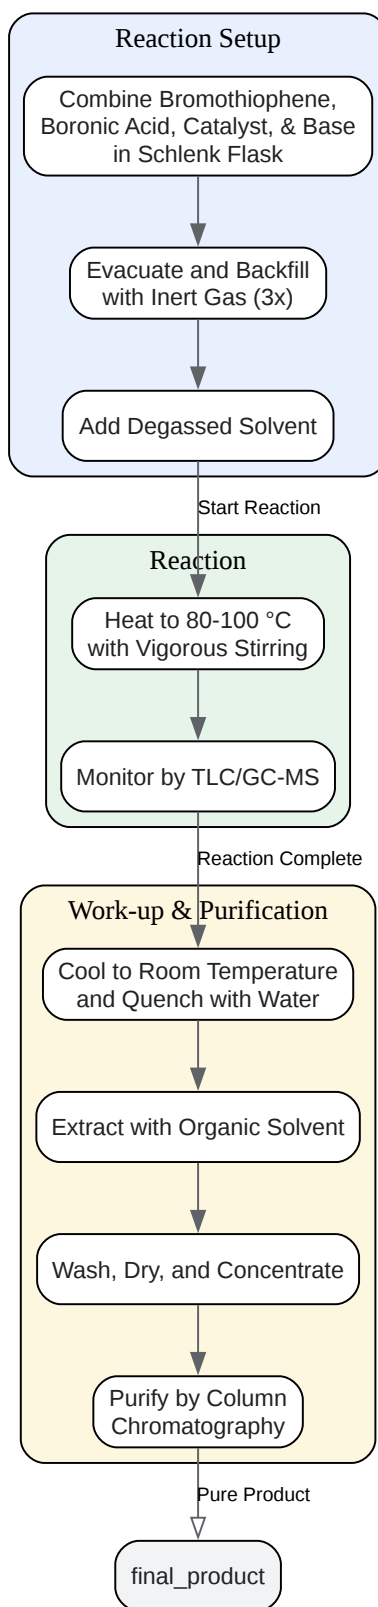 Reaction Setup
Combine Bromothiophene,
Boronic Acid, Catalyst, & Base
in Schlenk Flask
Evacuate and Backfill
with Inert Gas (3x)
Add Degassed Solvent
Start Reaction
Reaction
Heat to 80-100 °C
with Vigorous Stirring
Monitor by TLC/GC-MS
Reaction Complete
Work-up & Purification
Cool to Room Temperature
and Quench with Water
Extract with Organic Solvent
Wash, Dry, and Concentrate
Purify by Column
Chromatography
Pure Product
final_product